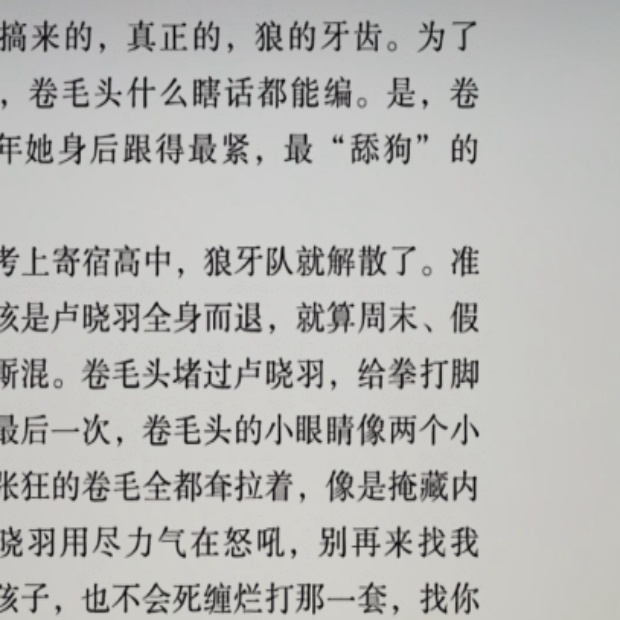 搞来的，真正的，狼的牙齿。为了
，卷毛头什么瞎话都能编。是，卷
年她身后跟得最紧，最“舔狗”的
考上寄宿高中，狼牙队就解散了。准
该是卢晓羽全身而退，就算周末、假
厮混。卷毛头堵过卢晓羽，给拳打脚
最后一次，卷毛头的小眼睛像两个小
张狂的卷毛全都耷拉着，像是掩藏内
晓羽用尽力气在怒吼，别再来找我
孩子，也不会死缠烂打那一套，找你